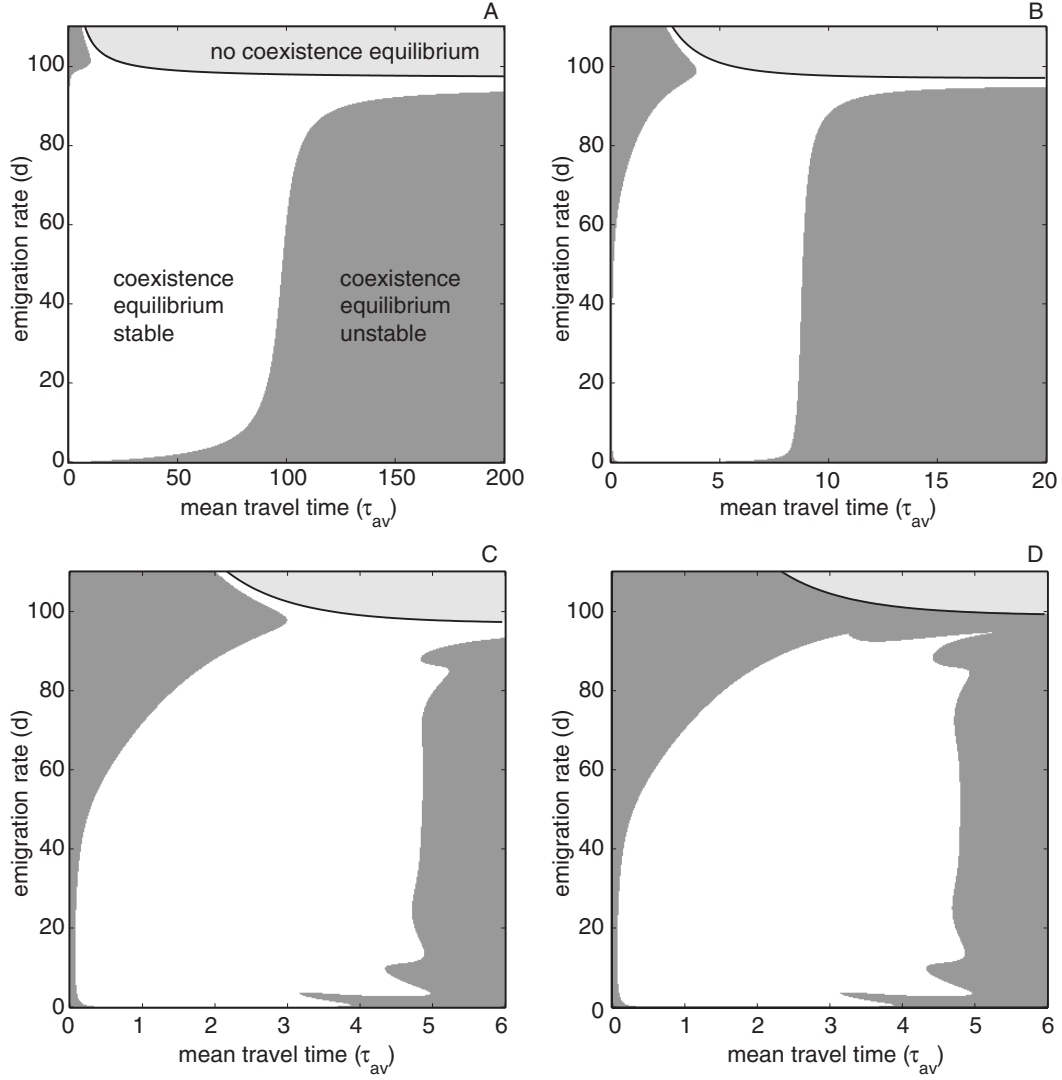 A
no coexistence equilibrium
coexistence
equilibrium
stable
coexistence
equilibrium
unstable
emigration rate (d)
100
80
60
40
20
0
0 50 100 150 200
mean travel time (τav)
B
emigration rate (d)
100
80
60
40
20
0
0 5 10 15 20
mean travel time (τav)
C
emigration rate (d)
100
80
60
40
20
0
0 1 2 3 4 5 6
mean travel time (τav)
D
emigration rate (d)
100
80
60
40
20
0
0 1 2 3 4 5 6
mean travel time (τav)